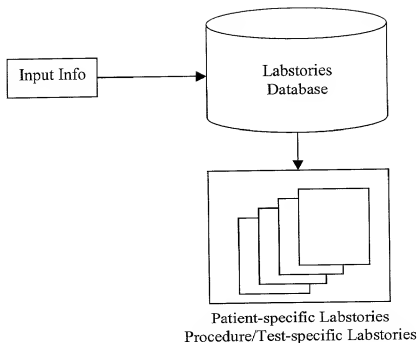 Input Info
Labstories
Database
Patient-specific Labstories
Procedure/Test-specific Labstories